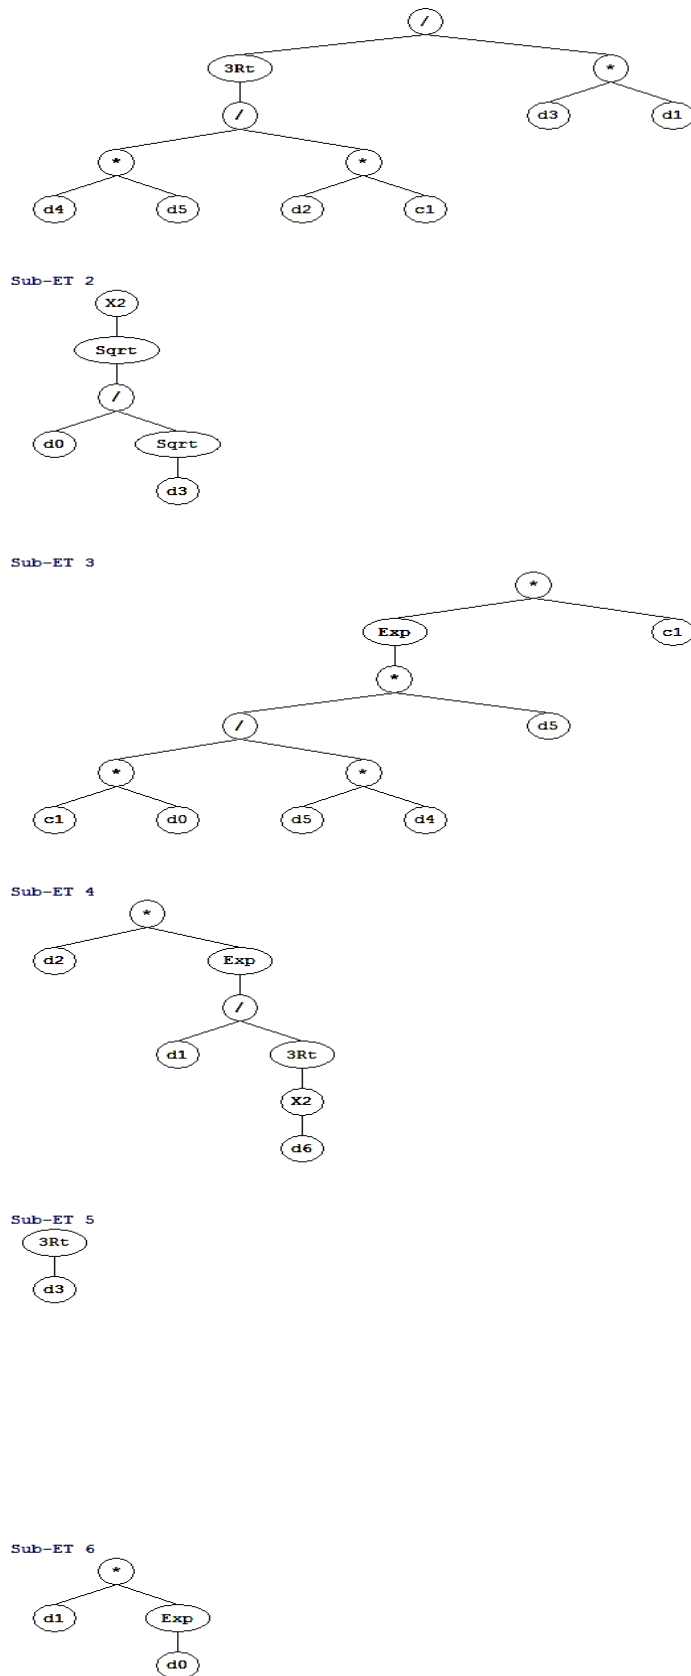 /
3Rt *
/ d3 d1
* *
d4 d5 d2 c1
Sub-ET 2
X2
Sqrt
/
d0 Sqrt
d3
Sub-ET 3
*
Exp c1
*
/ d5
* *
c1 d0 d5 d4
Sub-ET 4
*
d2 Exp
/
d1 3Rt
X2
d6
Sub-ET 5
3Rt
d3
Sub-ET 6
*
d1 Exp
d0